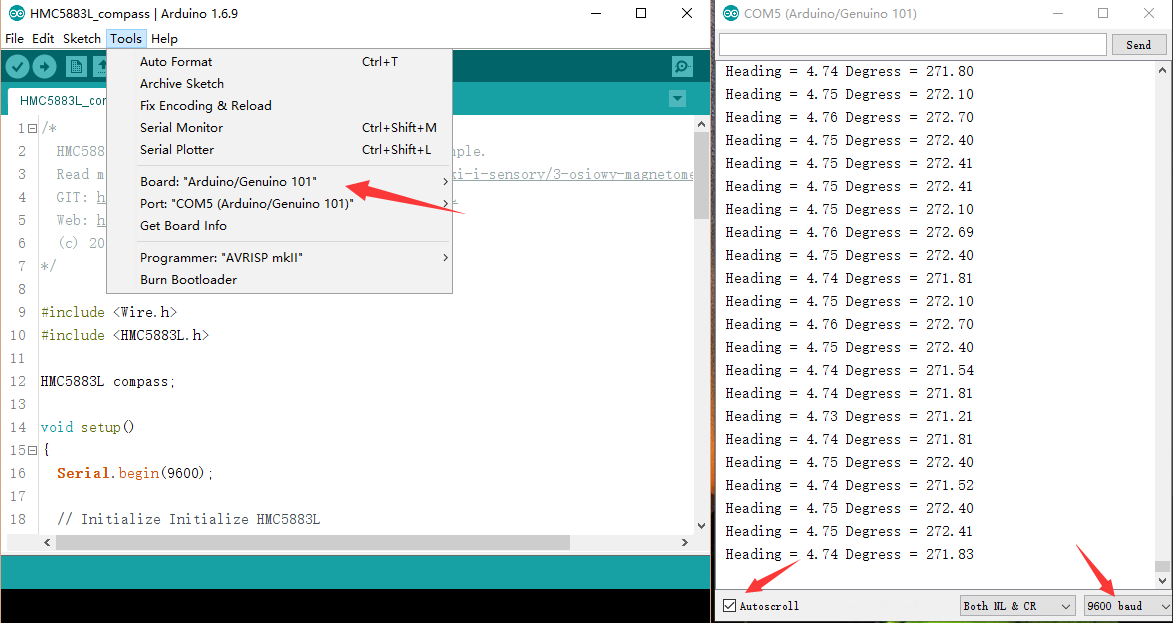 HMC5883L_compass | Arduino 1.6.9
File Edit Sketch Tools Help
Auto Format Ctrl+T
Archive Sketch
Fix Encoding & Reload
Serial Monitor Ctrl+Shift+M
Serial Plotter Ctrl+Shift+L
Board: "Arduino/Genuino 101"
Port: "COM5 (Arduino/Genuino 101)"
Get Board Info
Programmer: "AVRISP mkII"
Burn Bootloader
HMC5883L_co
1 /*
2 HMC588 ple.
3 Read m ki-i-sensory/3-osiowy-magnetome
4 GIT: h
5 Web: h
6 (c) 20
7 */
8
9 #include <Wire.h>
10 #include <HMC5883L.h>
11
12 HMC5883L compass;
13
14 void setup()
15 {
16 Serial.begin(9600);
17
18 // Initialize Initialize HMC5883L
COM5 (Arduino/Genuino 101)
Send
Heading = 4.74 Degress = 271.80
Heading = 4.75 Degress = 272.10
Heading = 4.76 Degress = 272.70
Heading = 4.75 Degress = 272.40
Heading = 4.75 Degress = 272.41
Heading = 4.75 Degress = 272.41
Heading = 4.75 Degress = 272.10
Heading = 4.76 Degress = 272.69
Heading = 4.75 Degress = 272.40
Heading = 4.74 Degress = 271.81
Heading = 4.75 Degress = 272.10
Heading = 4.76 Degress = 272.70
Heading = 4.75 Degress = 272.40
Heading = 4.74 Degress = 271.54
Heading = 4.74 Degress = 271.81
Heading = 4.73 Degress = 271.21
Heading = 4.74 Degress = 271.81
Heading = 4.75 Degress = 272.40
Heading = 4.74 Degress = 271.52
Heading = 4.75 Degress = 272.40
Heading = 4.75 Degress = 272.41
Heading = 4.74 Degress = 271.83
Autoscroll Both NL & CR 9600 baud